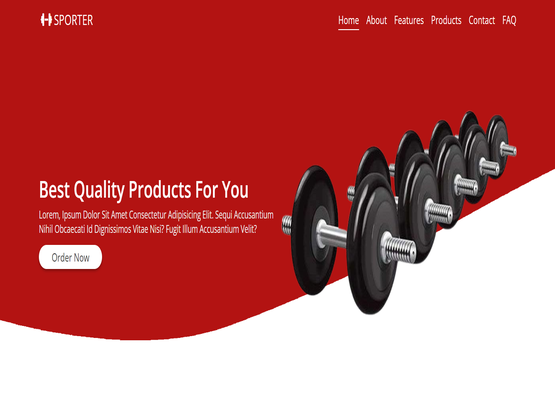 SPORTER
Home About Features Products Contact FAQ
Best Quality Products For You
Lorem, Ipsum Dolor Sit Amet Consectetur Adipisicing Elit. Sequi Accusantium
Nihil Obcaecati Id Dignissimos Vitae Nisi? Fugit Illum Accusantium Velit?
Order Now